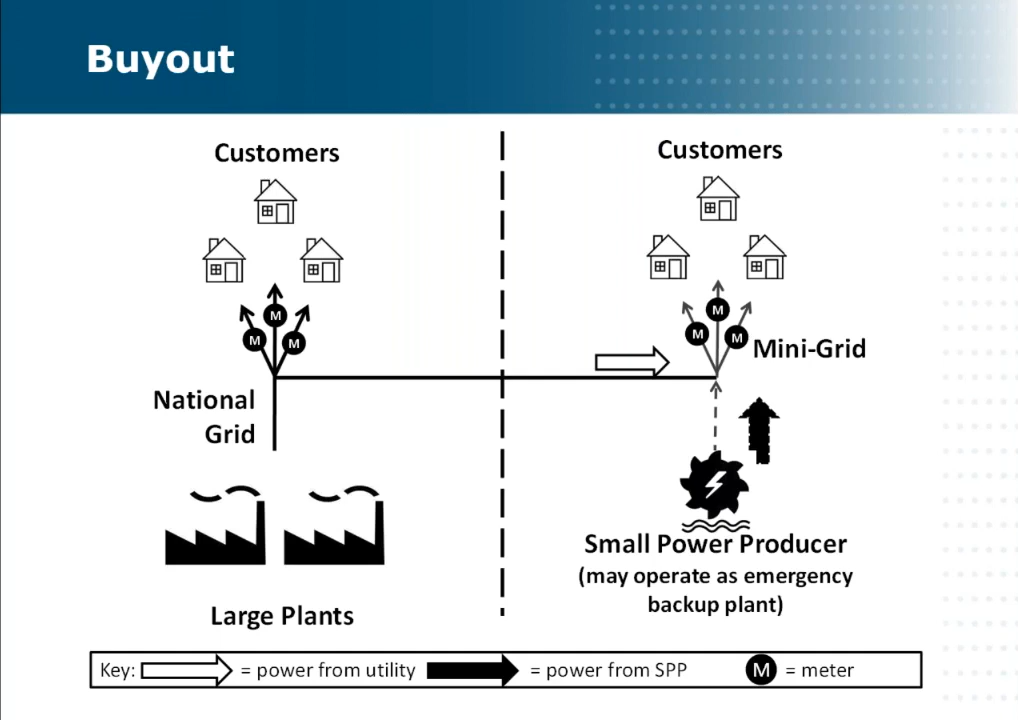 Buyout
Customers
Customers
M
M
M
M
M
M
Mini-Grid
National
Grid
Small Power Producer
(may operate as emergency
backup plant)
Large Plants
Key: = power from utility = power from SPP M = meter